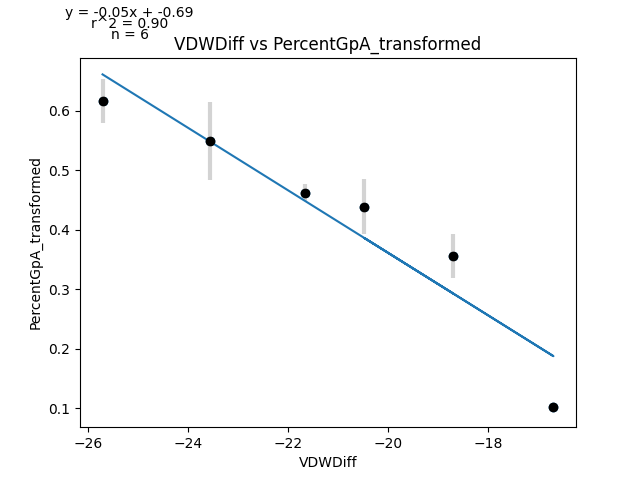 y = -0.05x + -0.69
r^2 = 0.90
n = 6
VDWDiff vs PercentGpA_transformed
PercentGpA_transformed
0.6
0.5
0.4
0.3
0.2
0.1
−26
−24
−22
−20
−18
VDWDiff